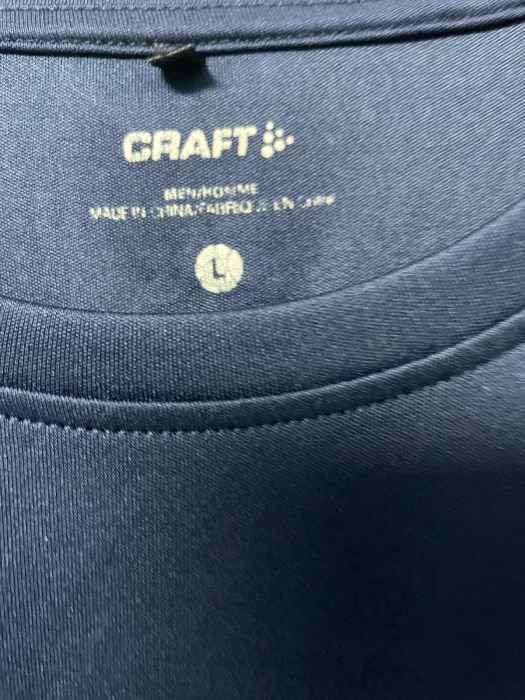 CRAFT
MEN/HOMME
MADE IN CHINA/FABRIQUÉ EN CHINE
L